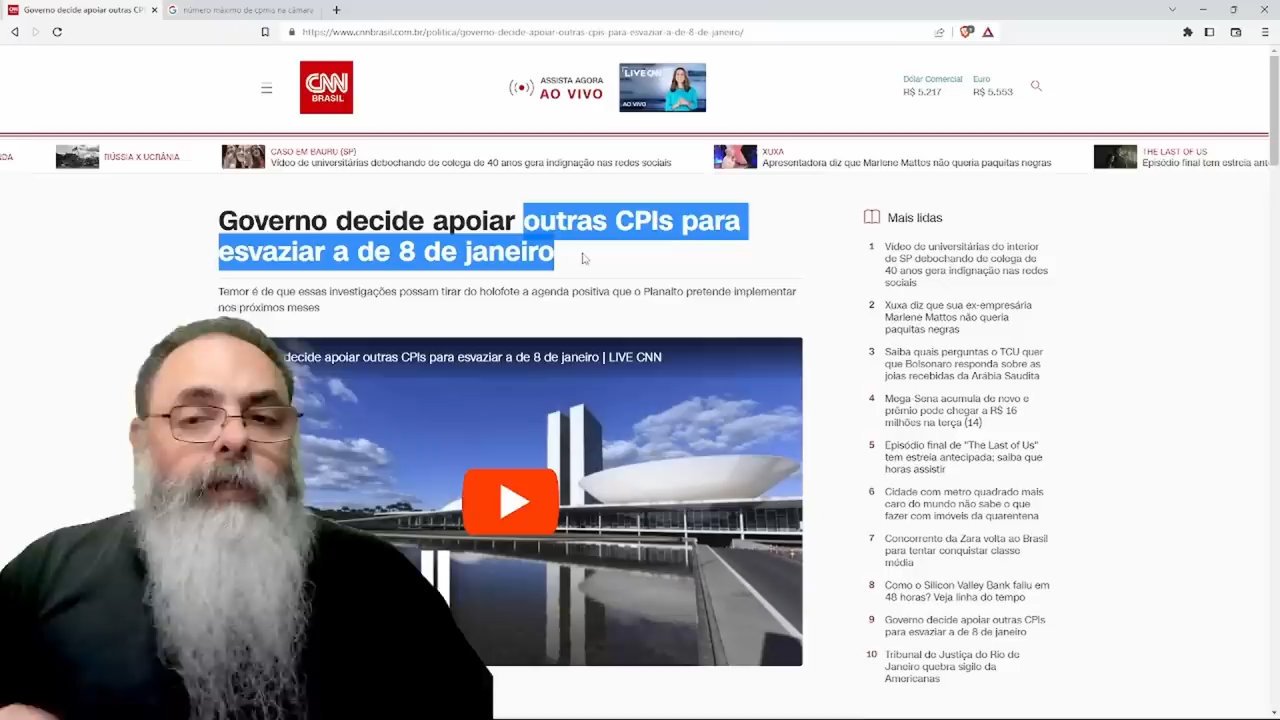 Governo decide apoiar outras CPI
número máximo de cpmis na câmara
https://www.cnnbrasil.com.br/politica/governo-decide-apoiar-outras-cpis-para-esvaziar-a-de-8-de-janeiro/
CNN
BRASIL
ASSISTA AGORA
AO VIVO
LIVE CNN
AO VIVO
Dólar Comercial
R$ 5.217
Euro
R$ 5.553
RÚSSIA X UCRÂNIA
CASO EM BAURU (SP)
Vídeo de universitárias debochando de colega de 40 anos gera indignação nas redes sociais
XUXA
Apresentadora diz que Marlene Mattos não queria paquitas negras
THE LAST OF US
Episódio final tem estreia ant
Governo decide apoiar outras CPIs para
esvaziar a de 8 de janeiro
Temor é de que essas investigações possam tirar do holofote a agenda positiva que o Planalto pretende implementar
nos próximos meses
decide apoiar outras CPIs para esvaziar a de 8 de janeiro | LIVE CNN
Mais lidas
1 Vídeo de universitárias do interior
de SP debochando de colega de
40 anos gera indignação nas redes
sociais
2 Xuxa diz que sua ex-empresária
Marlene Mattos não queria
paquitas negras
3 Saiba quais perguntas o TCU quer
que Bolsonaro responda sobre as
joias recebidas da Arábia Saudita
4 Mega-Sena acumula de novo e
prêmio pode chegar a R$ 16
milhões na terça (14)
5 Episódio final de "The Last of Us"
tem estreia antecipada; saiba que
horas assistir
6 Cidade com metro quadrado mais
caro do mundo não sabe o que
fazer com imóveis da quarentena
7 Concorrente da Zara volta ao Brasil
para tentar conquistar classe
média
8 Como o Silicon Valley Bank faliu em
48 horas? Veja linha do tempo
9 Governo decide apoiar outras CPIs
para esvaziar a de 8 de janeiro
10 Tribunal de Justiça do Rio de
Janeiro quebra sigilo da
Americanas